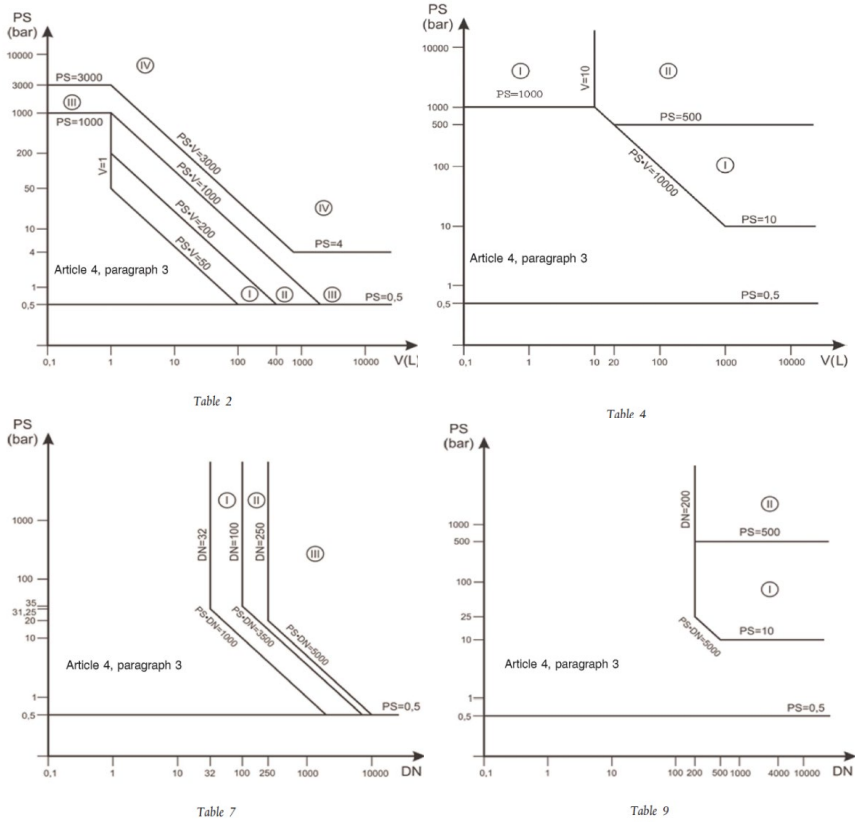 PS
(bar)
10000
IV
PS=3000
3000
III
1000
PS=1000
V=1
200
50
10
4
1
0,5
PS•V=3000
PS•V=1000
PS•V=200
PS•V=50
IV
PS=4
Article 4, paragraph 3
I
II
III
PS=0,5
0,1
1
10
100
400
1000
10000
V(L)
Table 2
PS
(bar)
10000
I
V=10
II
PS=1000
1000
PS=500
500
100
PS•V=10000
I
PS=10
10
Article 4, paragraph 3
1
PS=0,5
0,5
0,1
1
10
20
100
1000
10000
V(L)
Table 4
PS
(bar)
1000
100
35
31,25
20
10
1
0,5
DN=32
I
DN=100
II
DN=250
III
PS•DN=1000
PS•DN=3500
PS•DN=5000
Article 4, paragraph 3
PS=0,5
0,1
1
10
32
100
250
1000
10000
DN
Table 7
PS
(bar)
1000
500
100
25
10
1
0,5
DN=200
II
PS=500
I
PS•DN=5000
PS=10
Article 4, paragraph 3
PS=0,5
0,1
1
10
100
200
500
1000
4000
10000
DN
Table 9